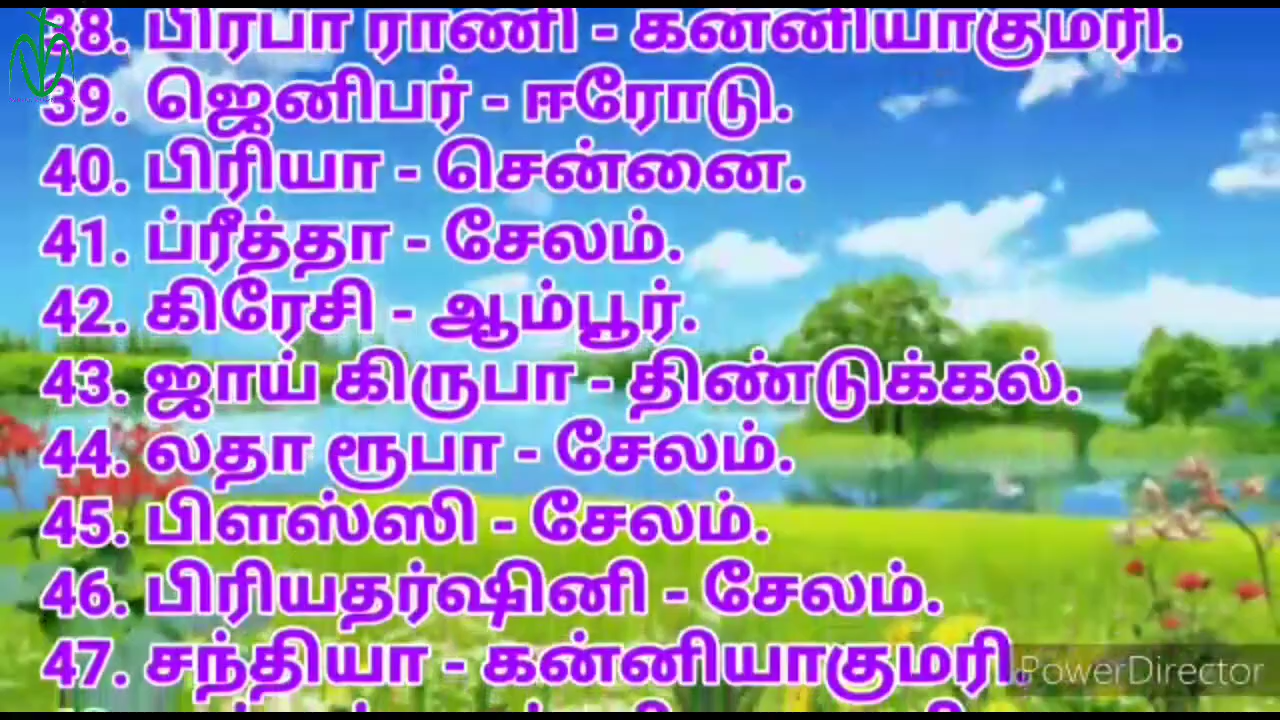 38. பிரபா ராணி - கன்னியாகுமரி.
39. ஜெனிபர் - ஈரோடு.
40. பிரியா - சென்னை.
41. ப்ரீத்தா - சேலம்.
42. கிரேசி - ஆம்பூர்.
43. ஜாய் கிருபா - திண்டுக்கல்.
44. லதா ரூபா - சேலம்.
45. பிளஸ்ஸி - சேலம்.
46. பிரியதர்ஷினி - சேலம்.
47. சந்தியா - கன்னியாகுமரி.
PowerDirector